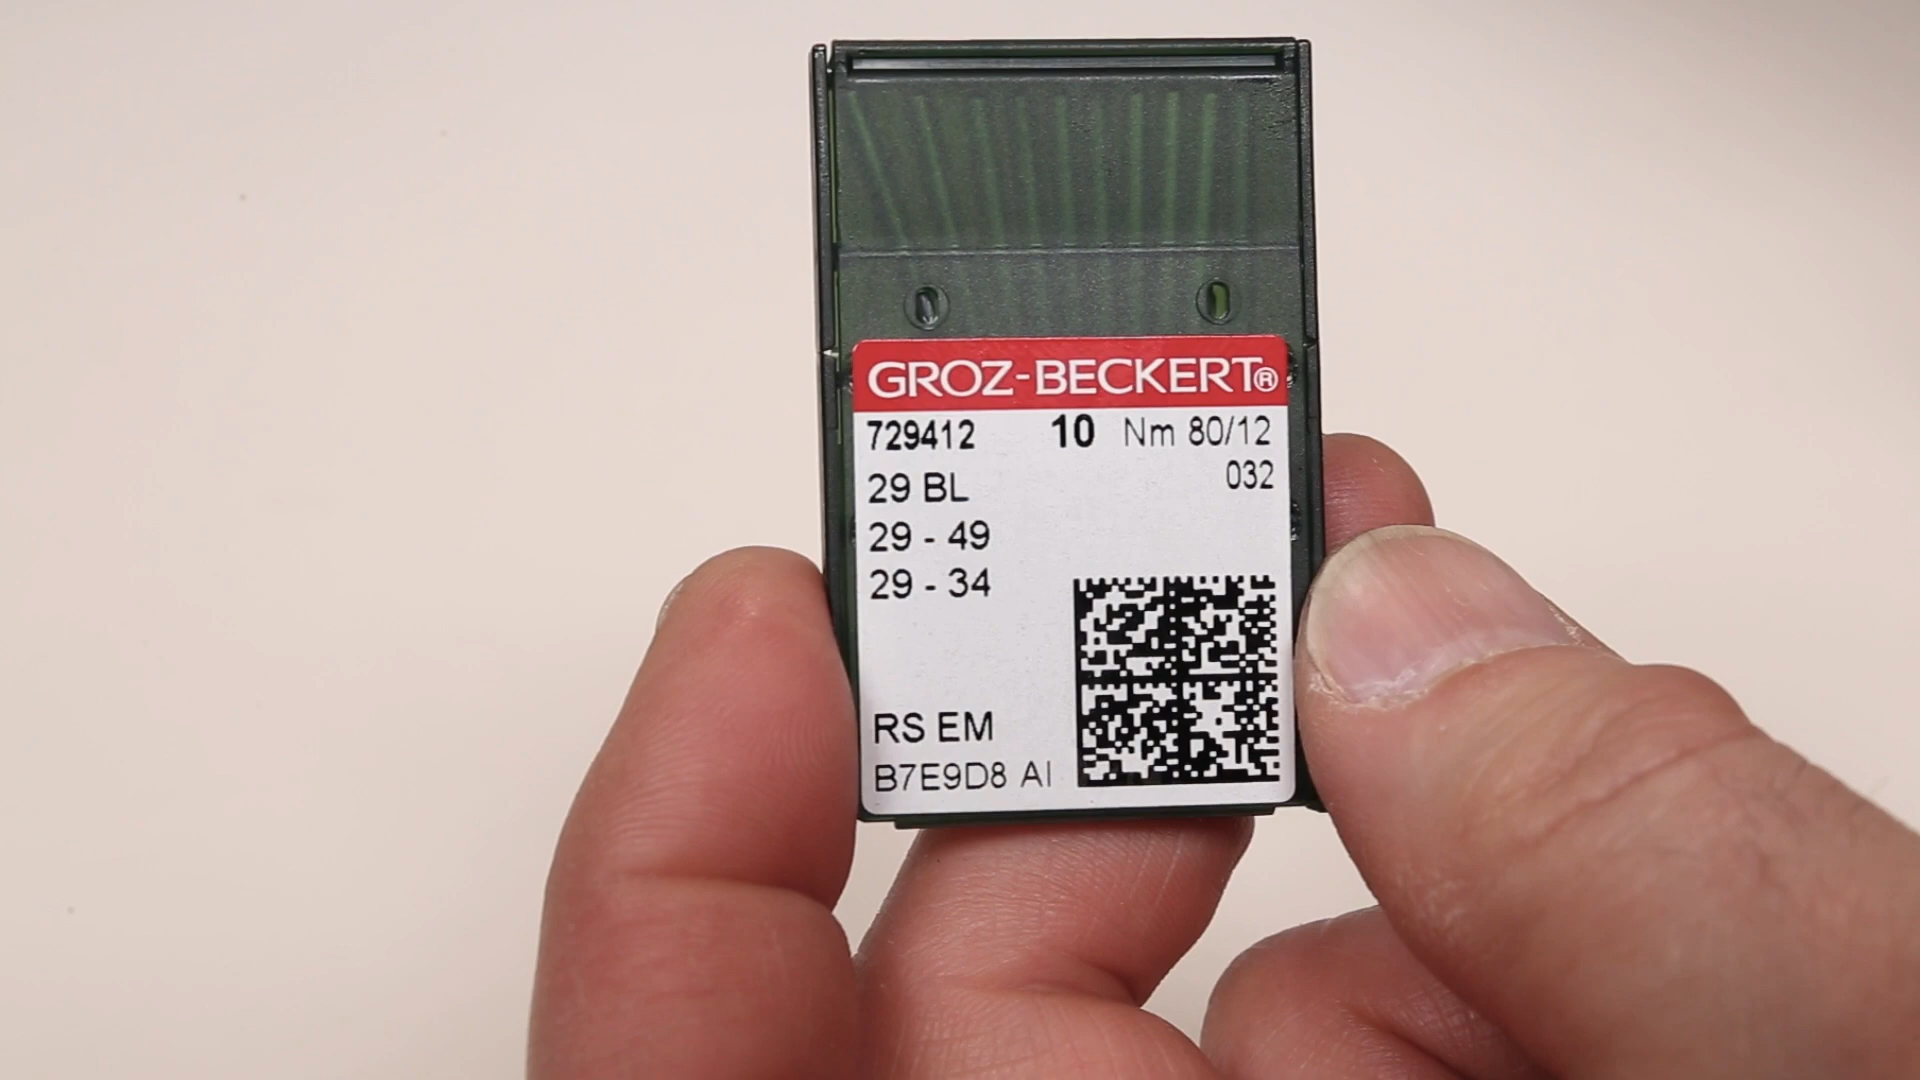 GROZ-BECKERT®
729412 10 Nm 80/12
29 BL 032
29 - 49
29 - 34
RS EM
B7E9D8 AI